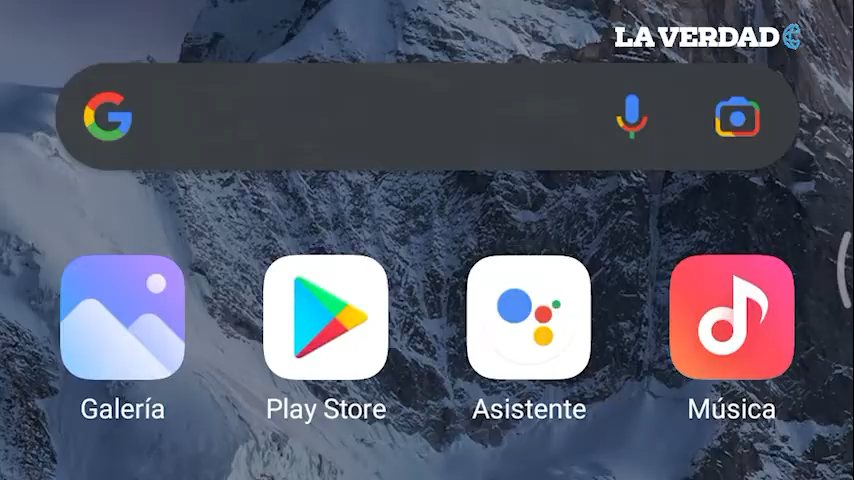 LA VERDAD
Galería
Play Store
Asistente
Música